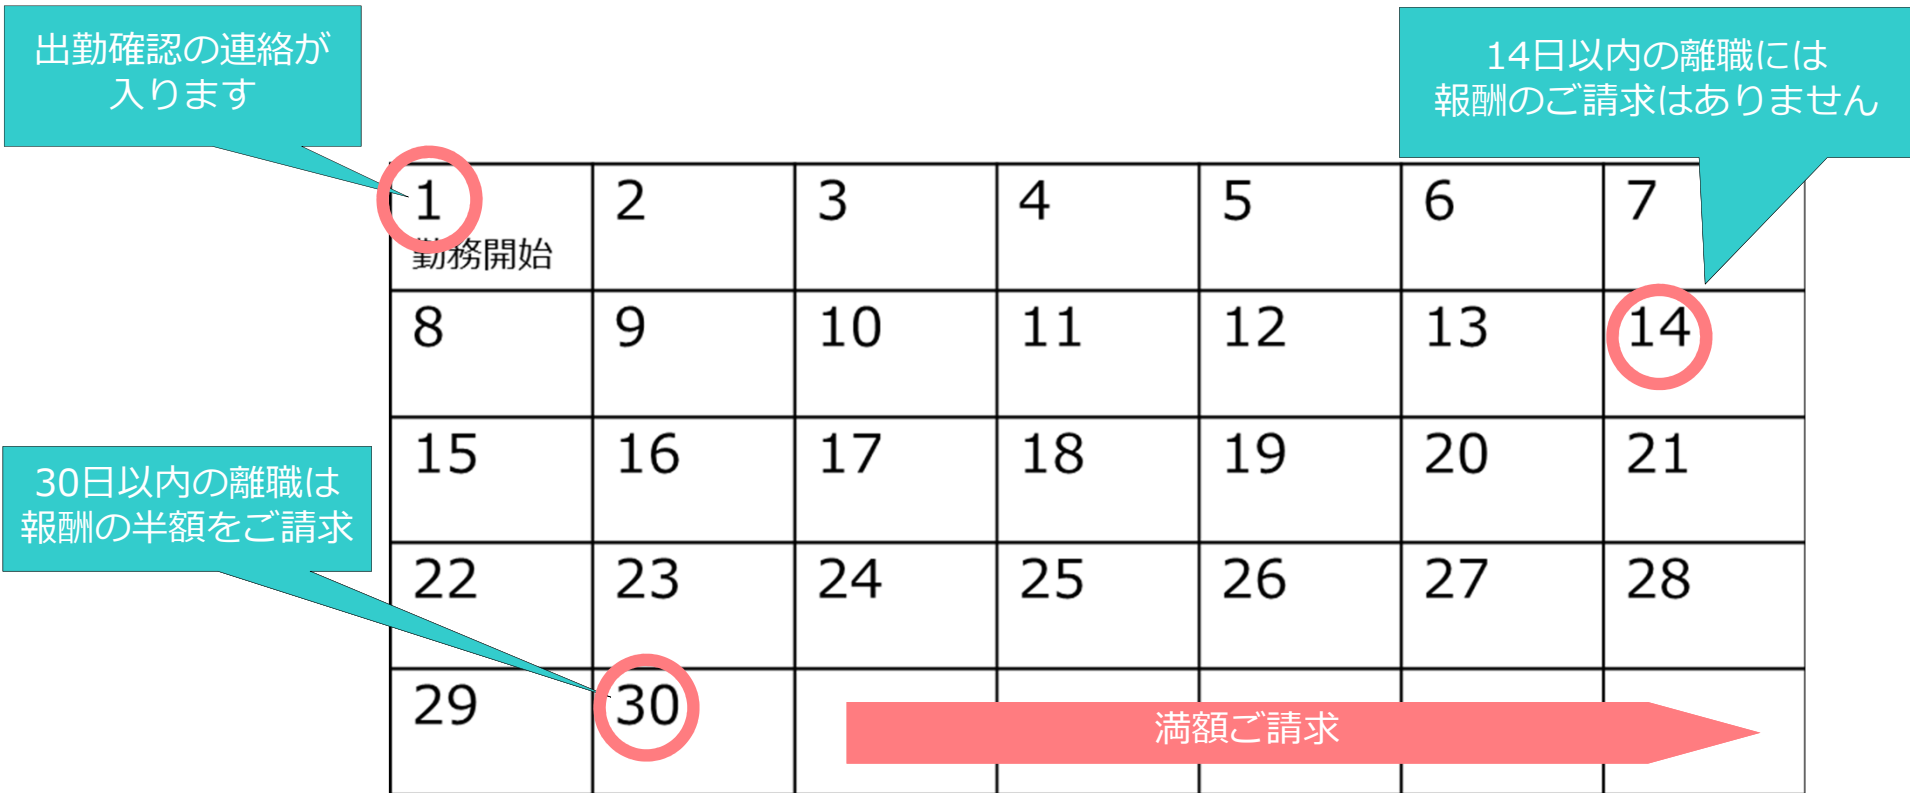 出勤確認の連絡が
入ります
14日以内の離職には
報酬のご請求はありません
1 2 3 4 5 6 7
勤務開始
8 9 10 11 12 13 14
15 16 17 18 19 20 21
30日以内の離職は
報酬の半額をご請求
22 23 24 25 26 27 28
29 30
満額ご請求